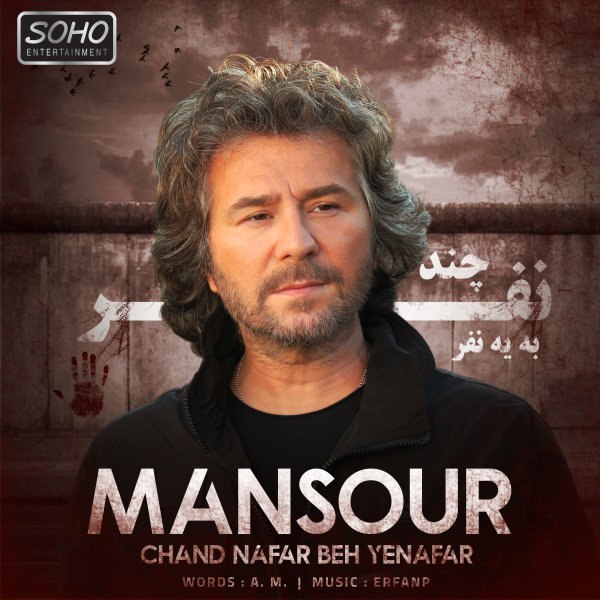 SOHO
ENTERTAINMENT
چند
نفر
به یه نفر
MANSOUR
CHAND NAFAR BEH YENAFAR
WORDS : A. M. | MUSIC : ERFANP